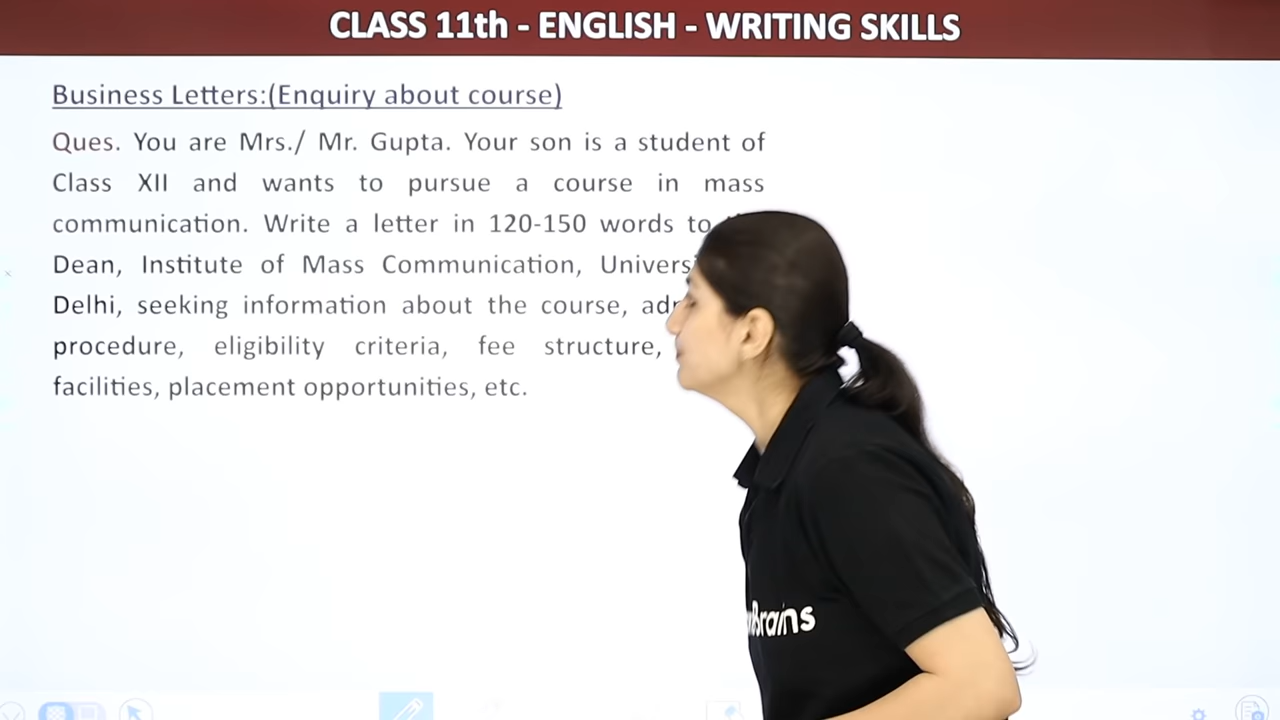 CLASS 11th - ENGLISH - WRITING SKILLS
Business Letters:(Enquiry about course)
Ques. You are Mrs./ Mr. Gupta. Your son is a student of
Class XII and wants to pursue a course in mass
communication. Write a letter in 120-150 words to
Dean, Institute of Mass Communication,
Delhi, seeking information about the course,
procedure, eligibility criteria, fee structure,
facilities, placement opportunities, etc.